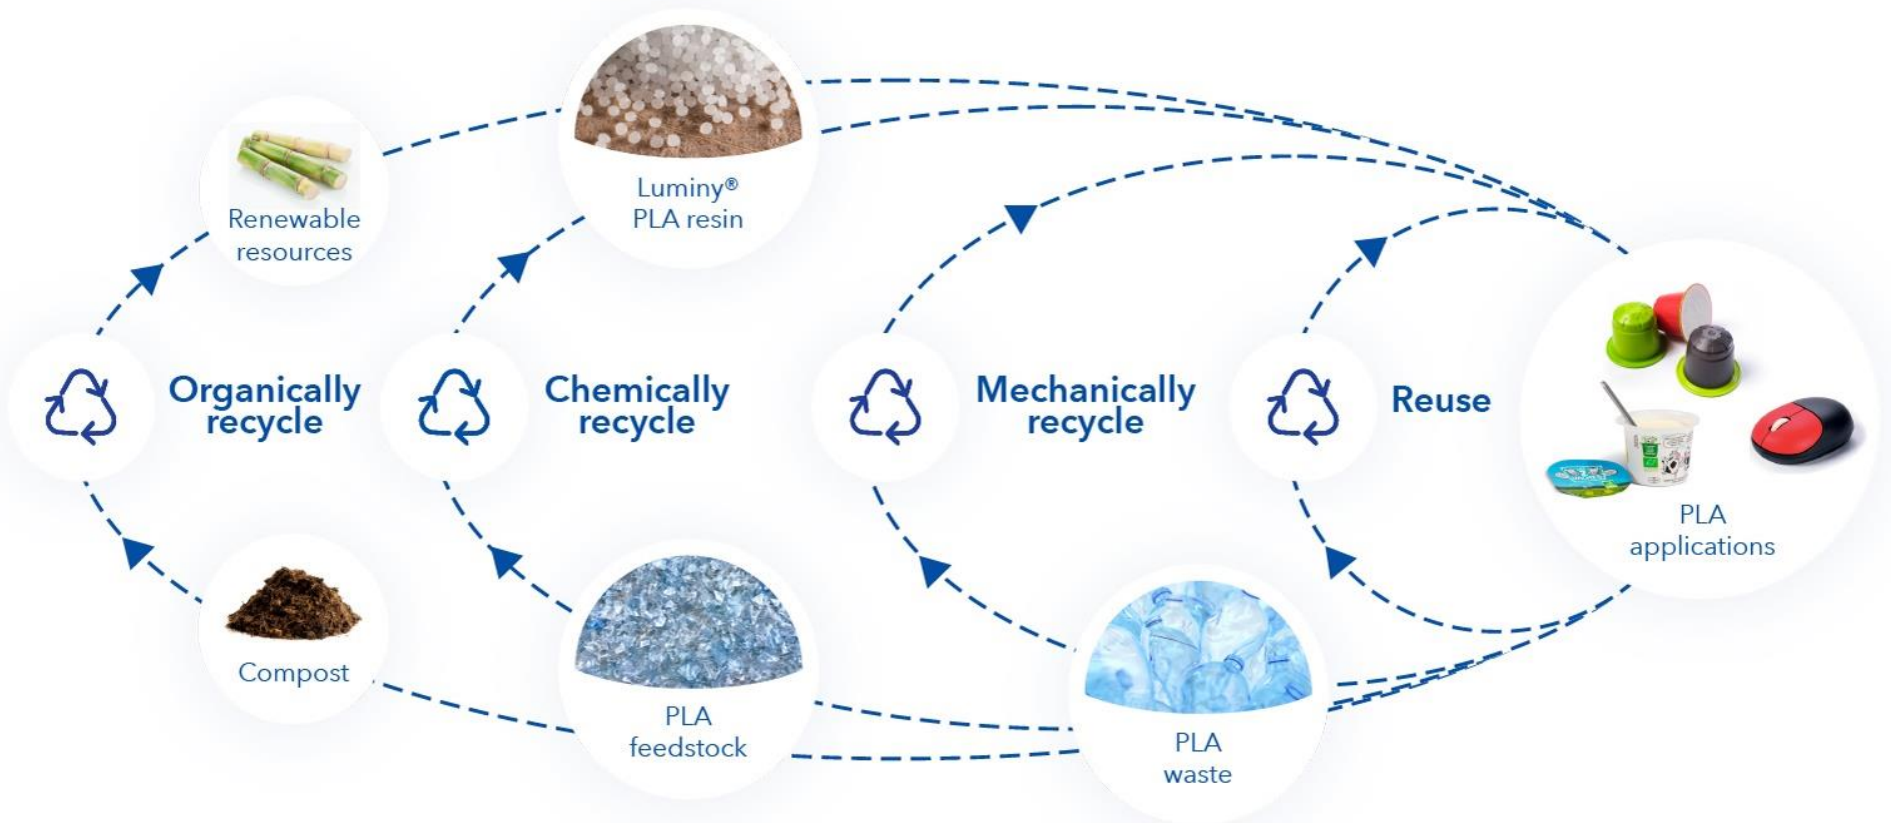 Luminy®
PLA resin
Renewable
resources
Organically
recycle
Chemically
recycle
Mechanically
recycle
Reuse
PLA
applications
Compost
PLA
feedstock
PLA
waste